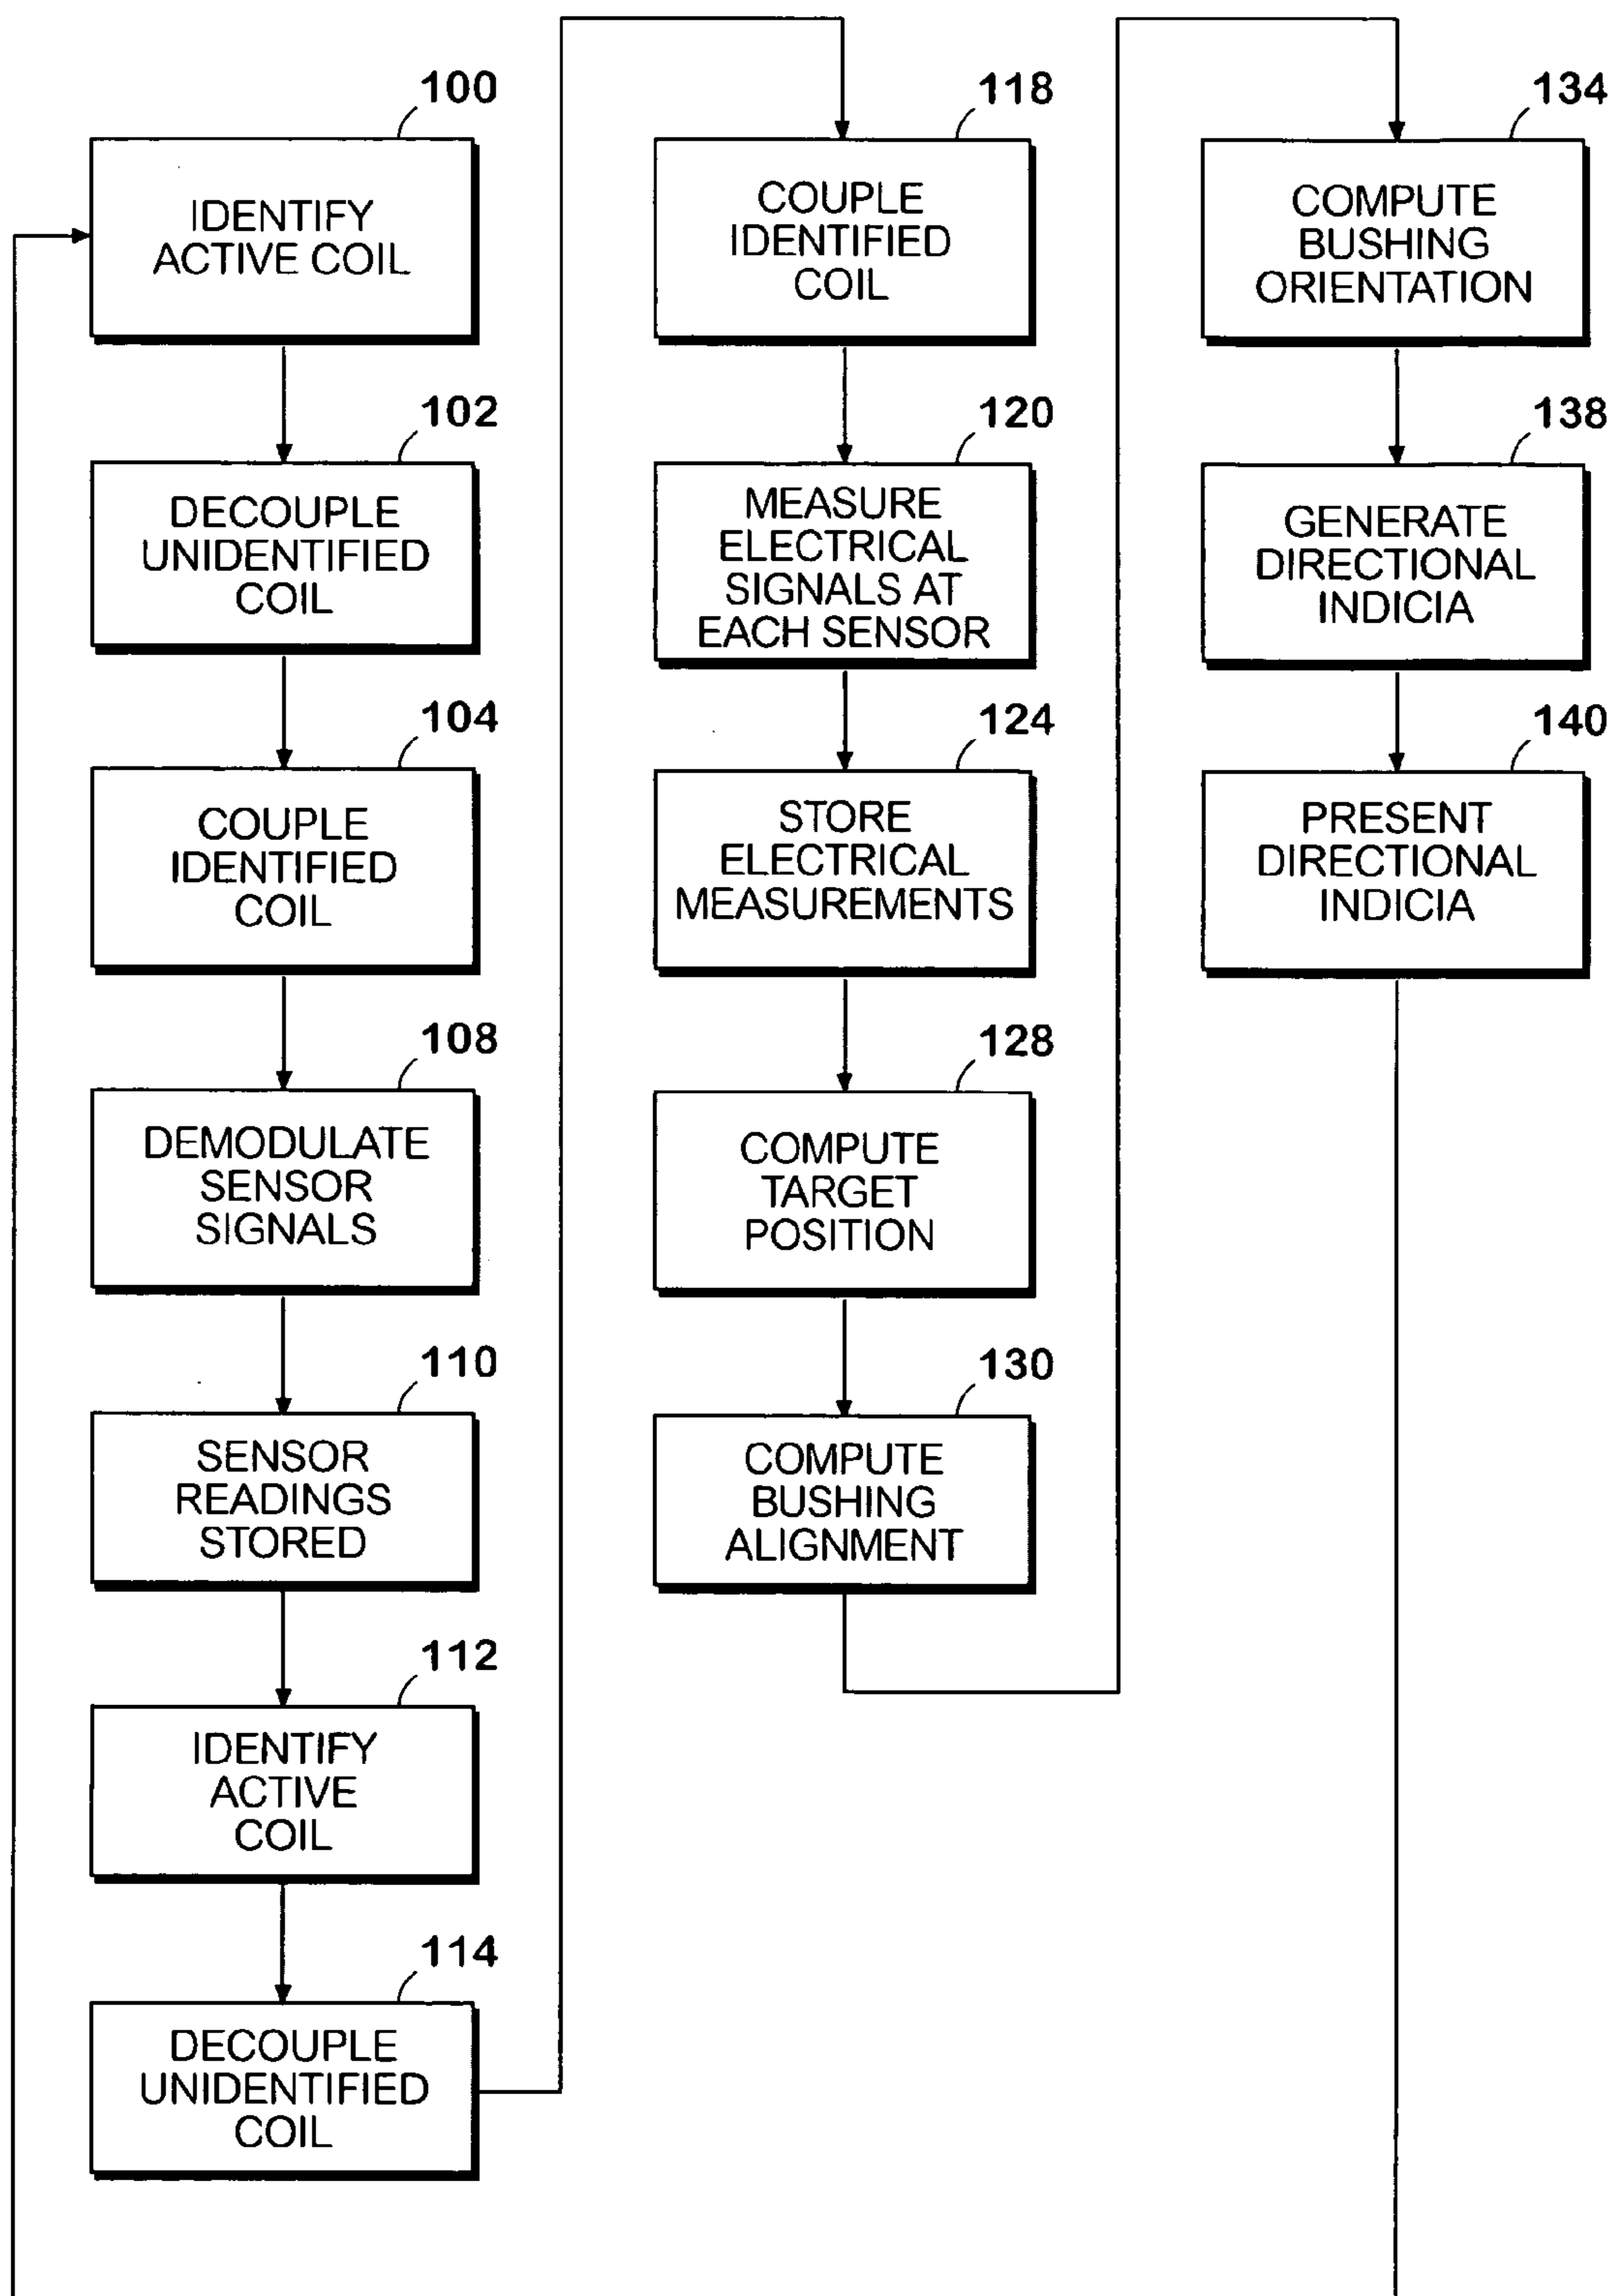 100
IDENTIFY
ACTIVE COIL
102
DECOUPLE
UNIDENTIFIED
COIL
104
COUPLE
IDENTIFIED
COIL
108
DEMODULATE
SENSOR
SIGNALS
110
SENSOR
READINGS
STORED
112
IDENTIFY
ACTIVE
COIL
114
DECOUPLE
UNIDENTIFIED
COIL
118
COUPLE
IDENTIFIED
COIL
120
MEASURE
ELECTRICAL
SIGNALS AT
EACH SENSOR
124
STORE
ELECTRICAL
MEASUREMENTS
128
COMPUTE
TARGET
POSITION
130
COMPUTE
BUSHING
ALIGNMENT
134
COMPUTE
BUSHING
ORIENTATION
138
GENERATE
DIRECTIONAL
INDICIA
140
PRESENT
DIRECTIONAL
INDICIA